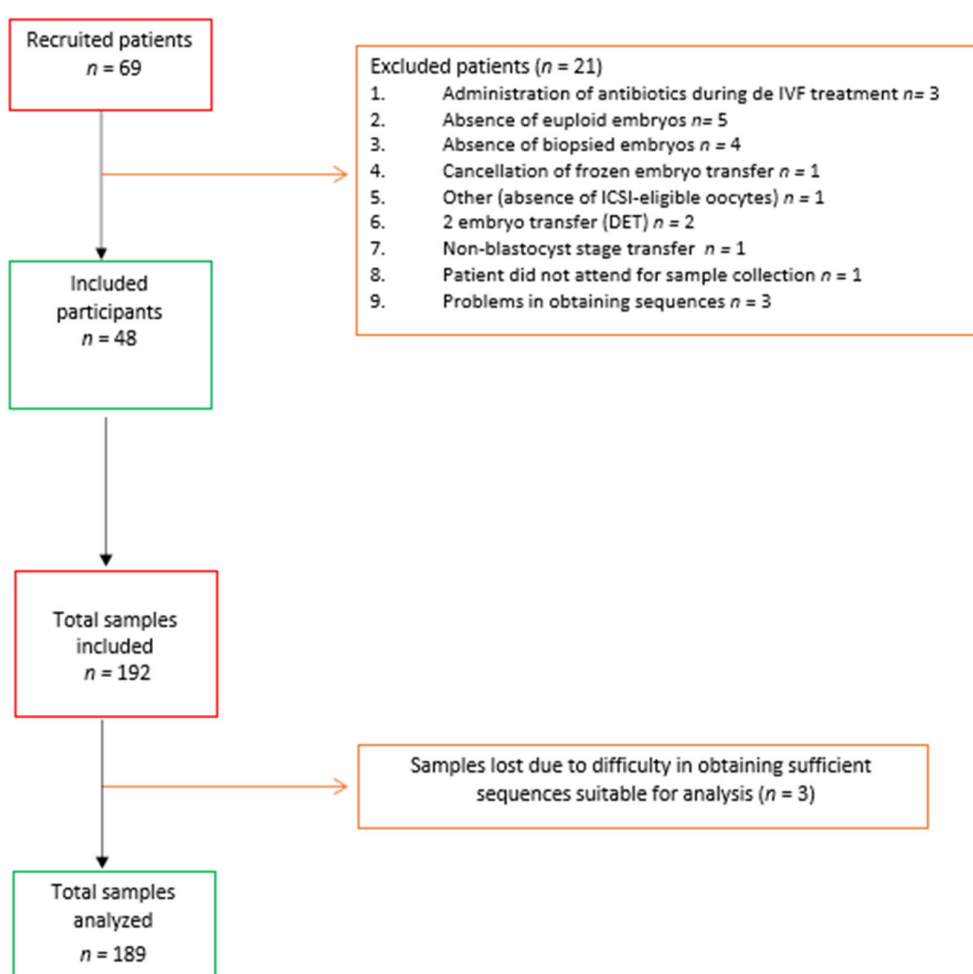 Recruited patients
n = 69
Excluded patients (n = 21)
1. Administration of antibiotics during de IVF treatment n= 3
2. Absence of euploid embryos n= 5
3. Absence of biopsied embryos n = 4
4. Cancellation of frozen embryo transfer n = 1
5. Other (absence of ICSI-eligible oocytes) n = 1
6. 2 embryo transfer (DET) n = 2
7. Non-blastocyst stage transfer n = 1
8. Patient did not attend for sample collection n = 1
9. Problems in obtaining sequences n = 3
Included
participants
n = 48
Total samples
included
n = 192
Samples lost due to difficulty in obtaining sufficient
sequences suitable for analysis (n = 3)
Total samples
analyzed
n = 189